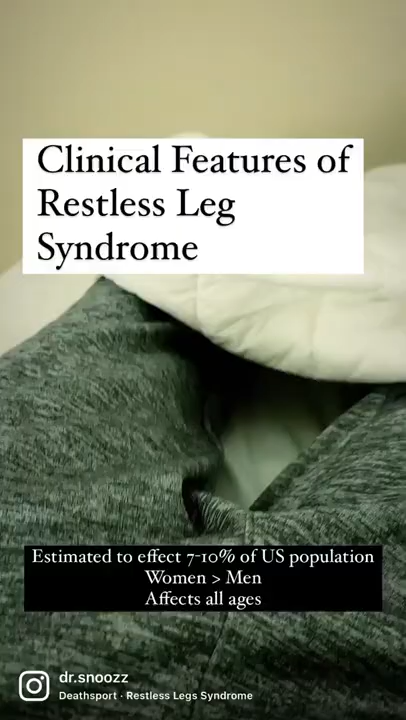 Clinical Features of
Restless Leg
Syndrome
Estimated to effect 7-10% of US population
Women > Men
Affects all ages
dr.snoozz
Deathsport · Restless Legs Syndrome